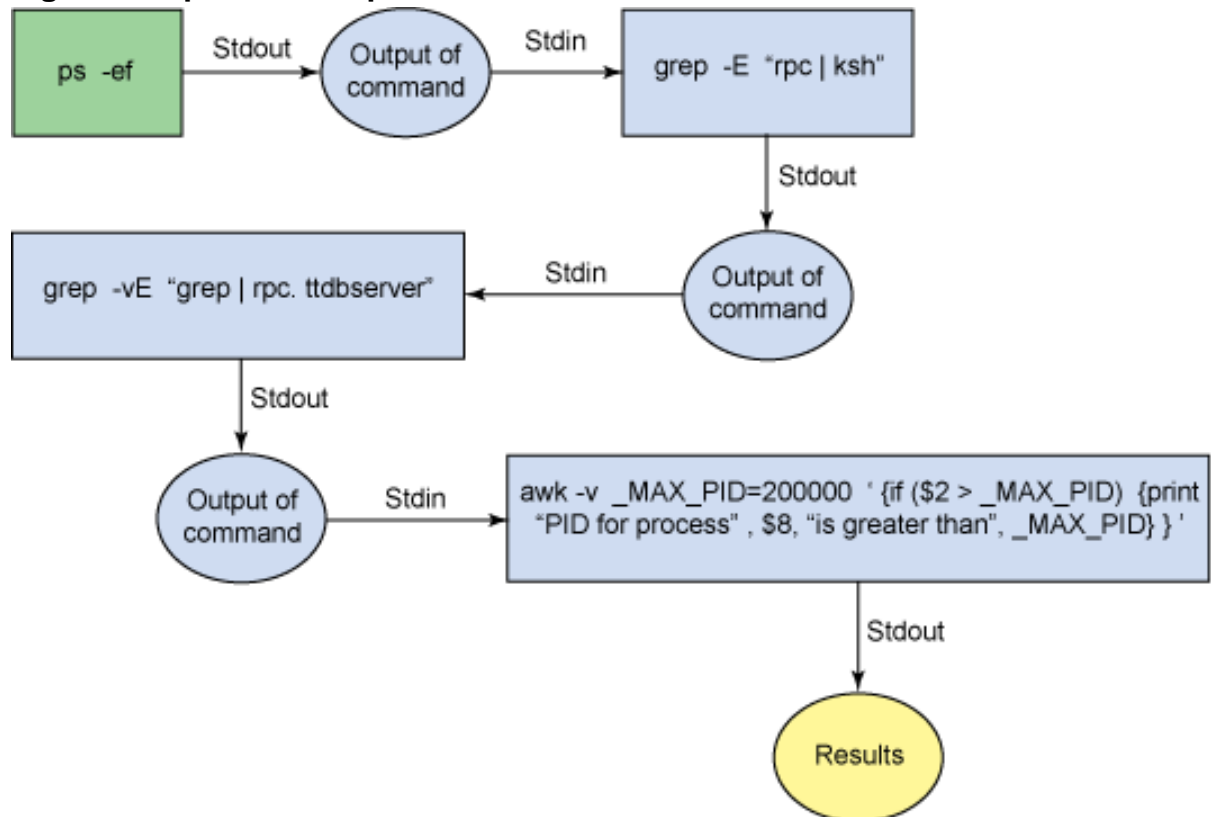 ps -ef
Stdout
Output of
command
Stdin
grep -E “rpc | ksh”
Stdout
Output of
command
Stdin
grep -vE “grep | rpc. ttdbserver”
Stdout
Output of
command
Stdin
awk -v _MAX_PID=200000 ‘ {if ($2 > _MAX_PID) {print
“PID for process” , $8, “is greater than”, _MAX_PID} } ’
Stdout
Results